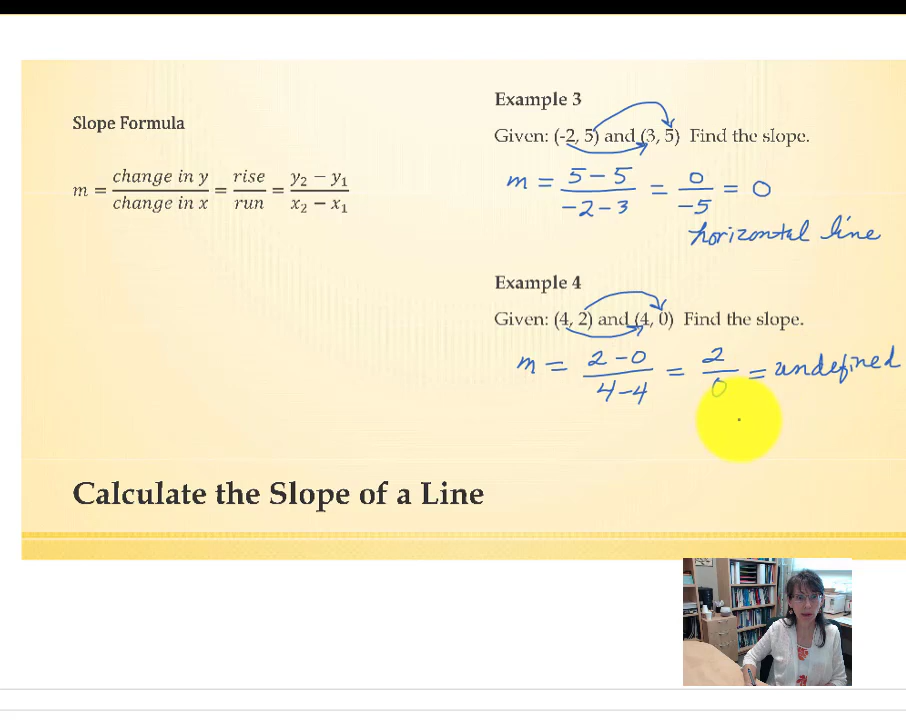 Slope Formula
m = change in y / change in x = rise / run = y₂ − y₁ / x₂ − x₁
Example 3
Given: (-2, 5) and (3, 5) Find the slope.
m = 5 - 5 / -2 - 3 = 0 / -5 = 0
horizontal line
Example 4
Given: (4, 2) and (4, 0) Find the slope.
m = 2 - 0 / 4 - 4 = 2 / 0 = undefined
Calculate the Slope of a Line